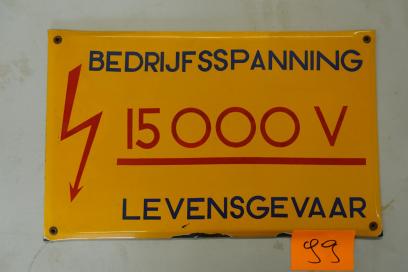 BEDRIJFSSPANNING
15000 V
LEVENSGEVAAR
99